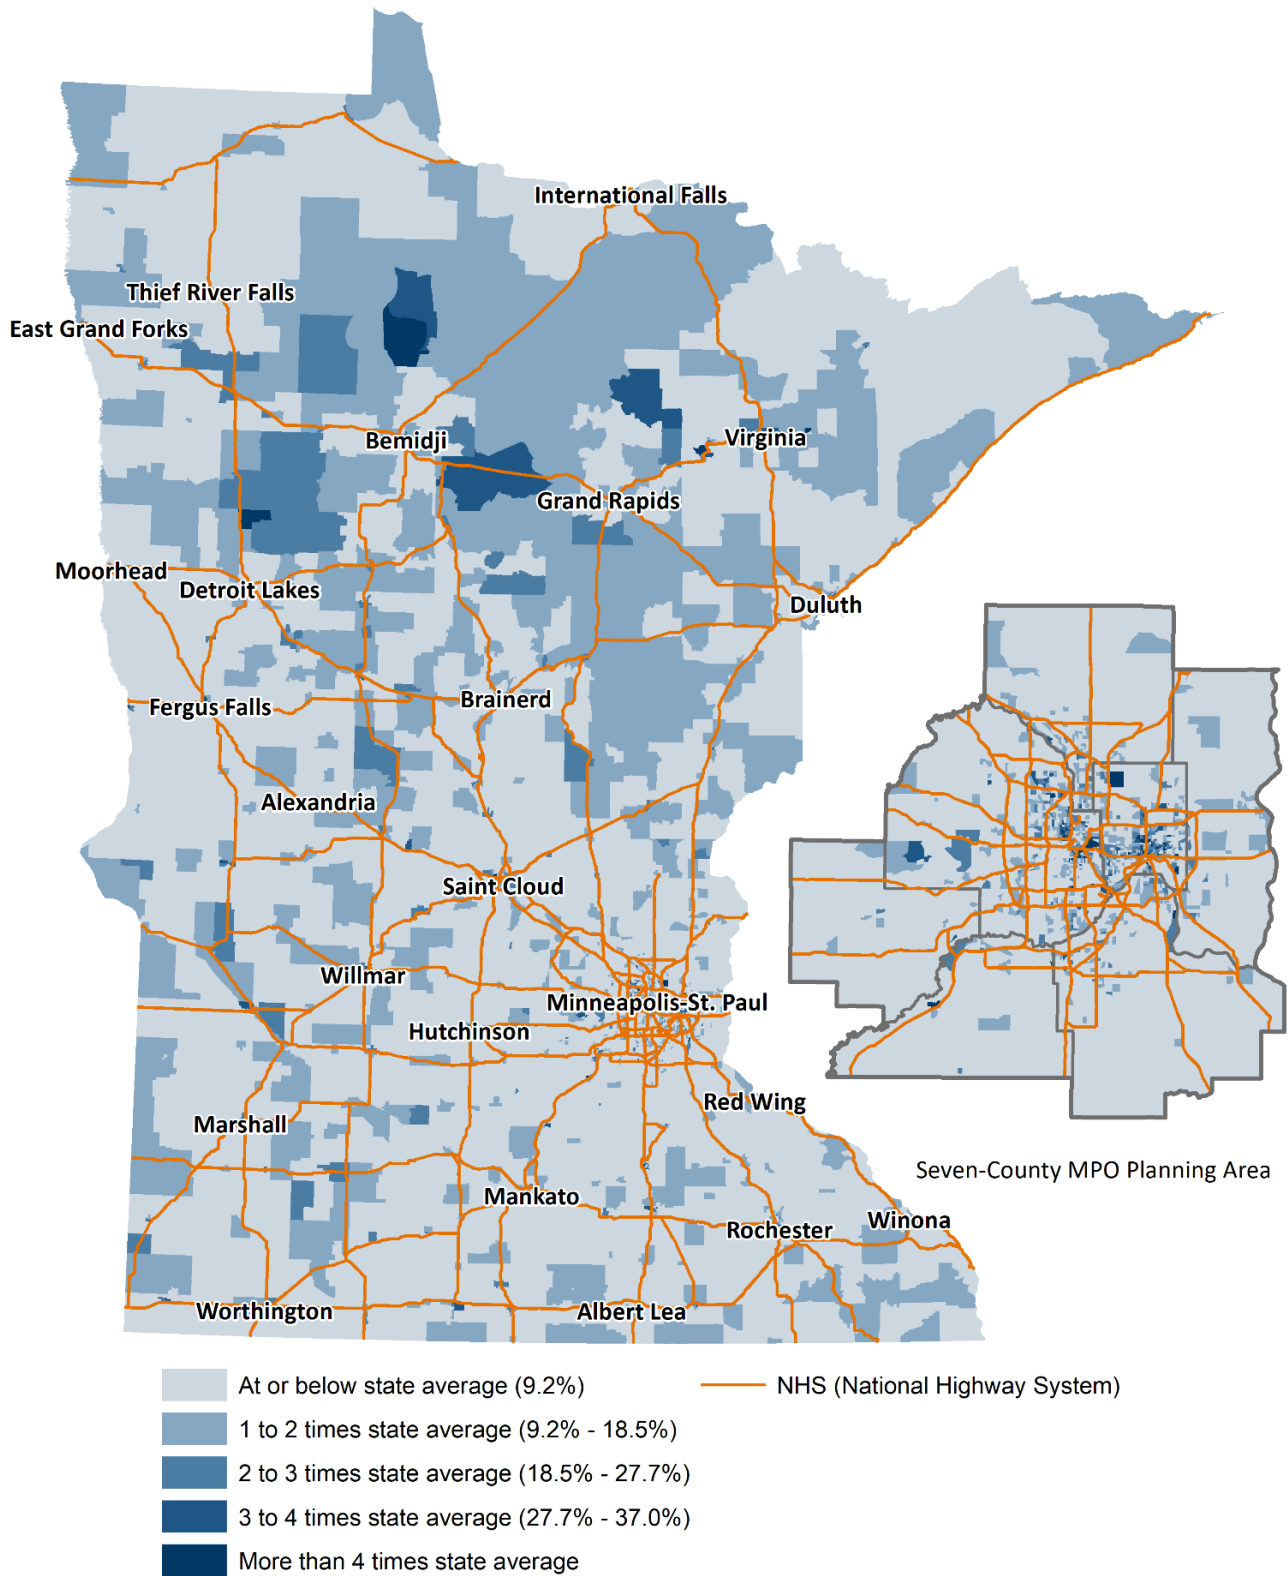 International Falls
Thief River Falls
East Grand Forks
Bemidji
Virginia
Grand Rapids
Moorhead
Detroit Lakes
Duluth
Fergus Falls
Brainerd
Alexandria
Saint Cloud
Willmar
Minneapolis-St. Paul
Hutchinson
Red Wing
Marshall
Seven-County MPO Planning Area
Mankato
Winona
Rochester
Worthington
Albert Lea
At or below state average (9.2%)
NHS (National Highway System)
1 to 2 times state average (9.2% - 18.5%)
2 to 3 times state average (18.5% - 27.7%)
3 to 4 times state average (27.7% - 37.0%)
More than 4 times state average